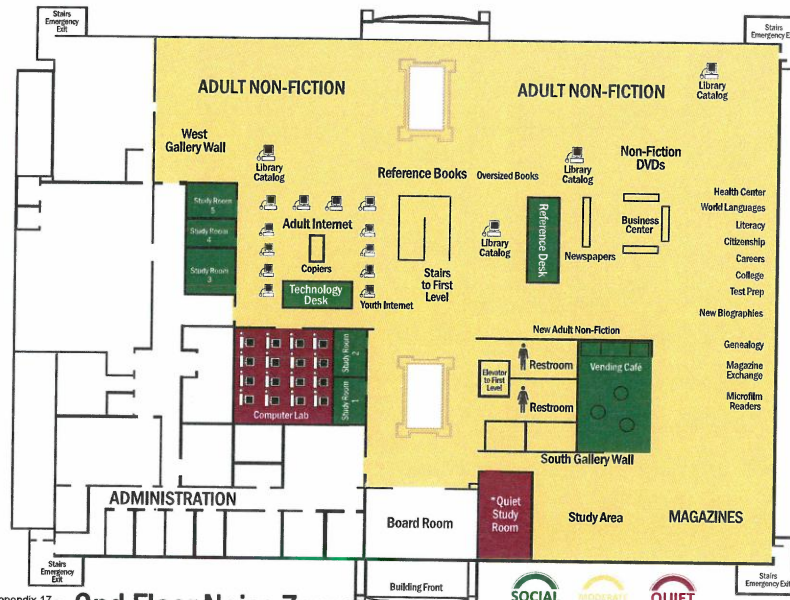 Stairs
Emergency
Exit
Stairs
Emergency Exit
ADULT NON-FICTION
ADULT NON-FICTION
Library
Catalog
West
Gallery Wall
Library
Catalog
Reference Books
Oversized Books
Library
Catalog
Non-Fiction
DVDs
Study Room
5
Study Room
4
Study Room
3
Adult Internet
Copiers
Technology
Desk
Youth Internet
Stairs
to First
Level
Library
Catalog
Reference Desk
Newspapers
Business
Center
Health Center
World Languages
Literacy
Citizenship
Careers
College
Test Prep
New Biographies
Genealogy
Magazine
Exchange
Microfilm
Readers
New Adult Non-Fiction
Study Room
2
Study Room
1
Computer Lab
Elevator
to First
Level
Restroom
Restroom
Vending Café
South Gallery Wall
ADMINISTRATION
Board Room
*Quiet
Study
Room
Study Area
MAGAZINES
Stairs
Emergency
Exit
Building Front
Stairs
Emergency Exit
17
2nd Floor Noise
SOCIAL
MODERATE
QUIET